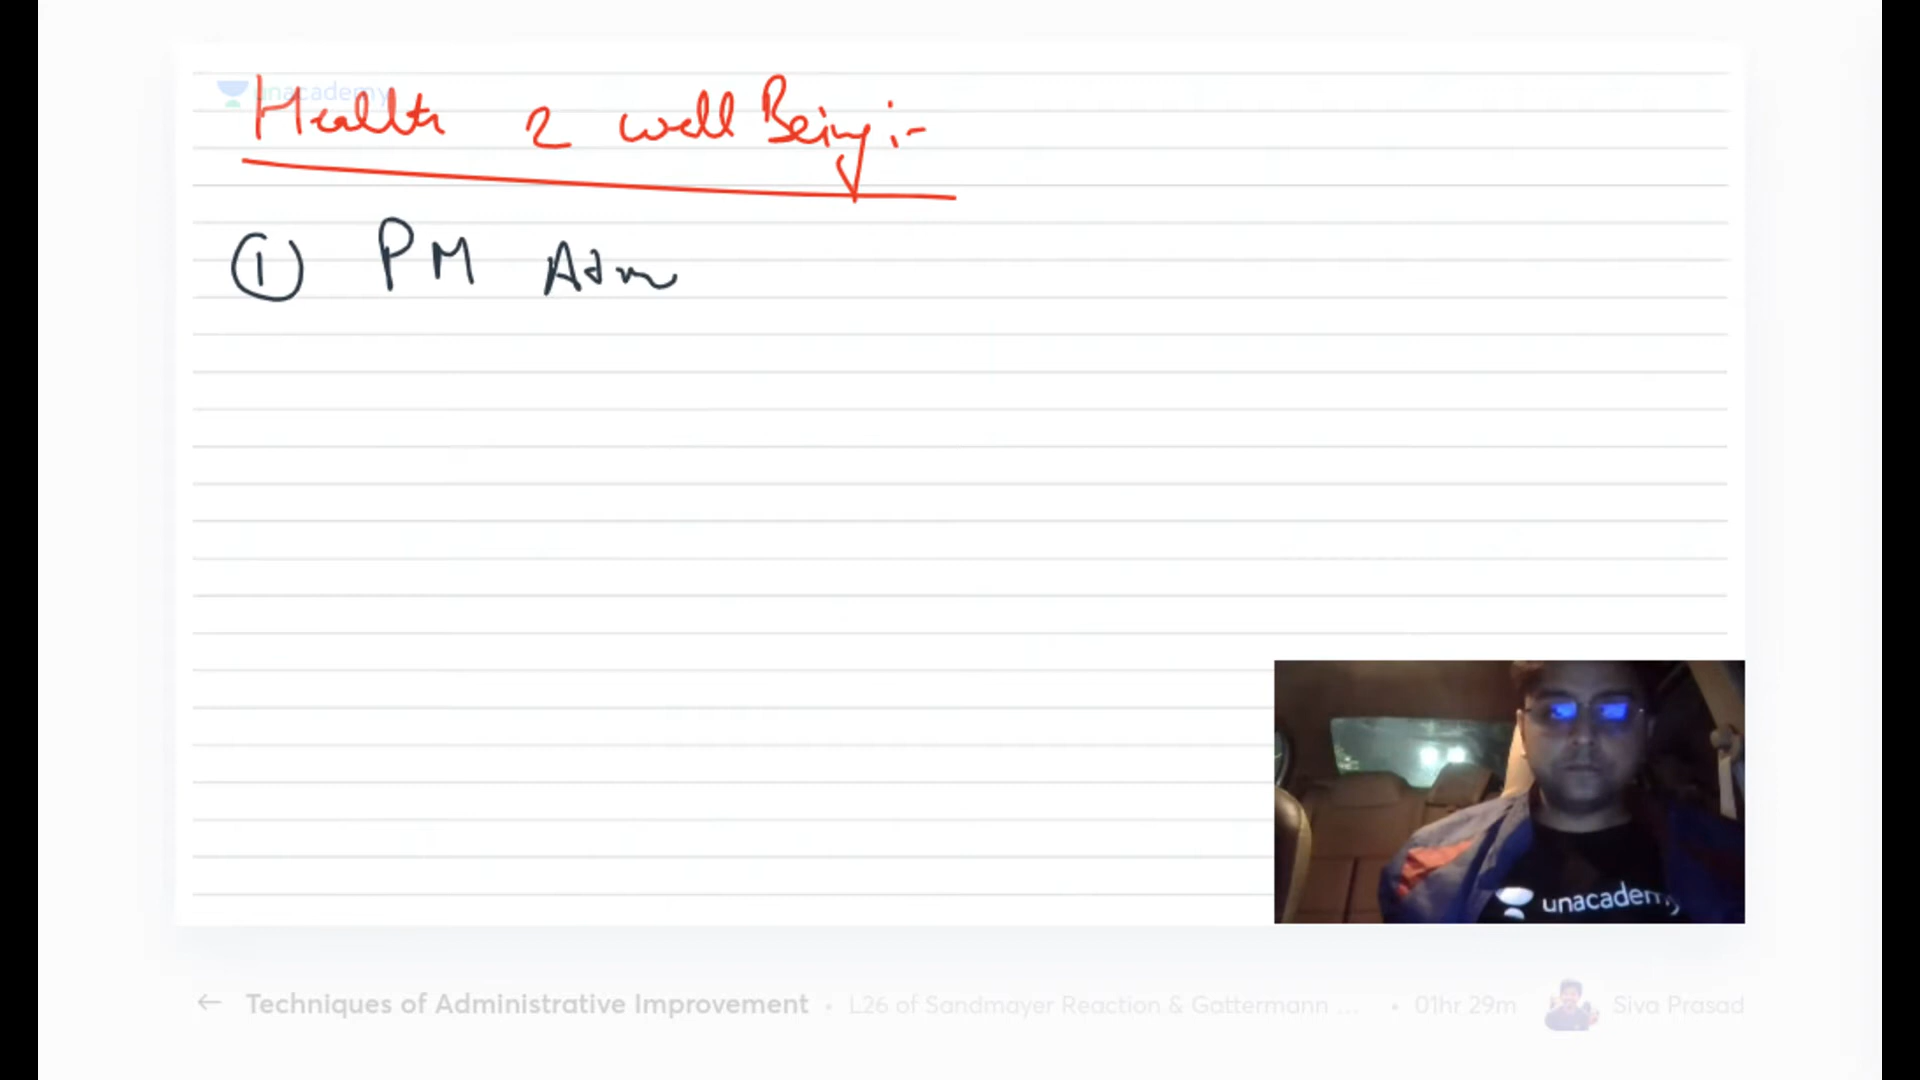 unacademy
Health & well Being :-
① PM Adm
unacademy
← Techniques of Administrative Improvement • L26 of Sandmayer Reaction & Gattermann ... • 01hr 29m Siva Prasad